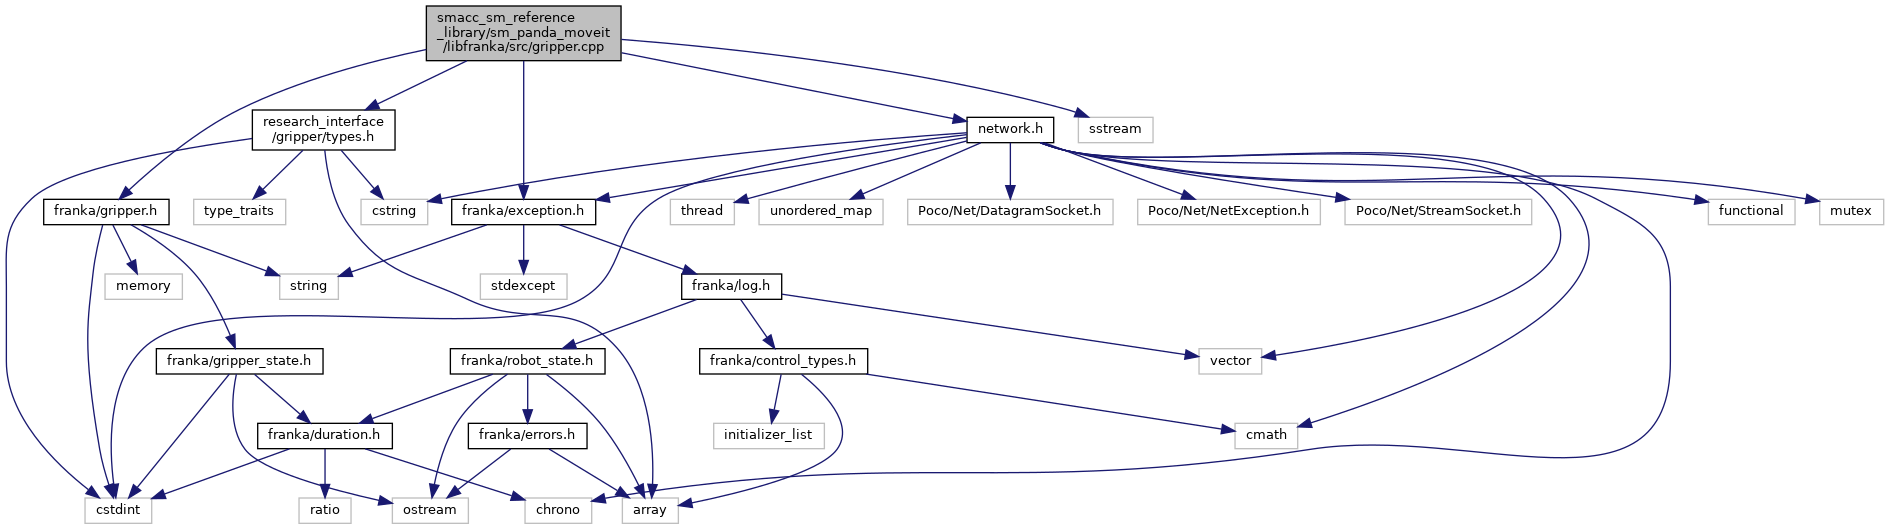 smacc_sm_reference
_library/sm_panda_moveit
/libfranka/src/gripper.cpp
research_interface
/gripper/types.h
network.h
sstream
franka/gripper.h
type_traits
cstring
franka/exception.h
thread
unordered_map
Poco/Net/DatagramSocket.h
Poco/Net/NetException.h
Poco/Net/StreamSocket.h
functional
mutex
memory
string
stdexcept
franka/log.h
franka/gripper_state.h
franka/robot_state.h
franka/control_types.h
vector
franka/duration.h
franka/errors.h
initializer_list
cmath
cstdint
ratio
ostream
chrono
array